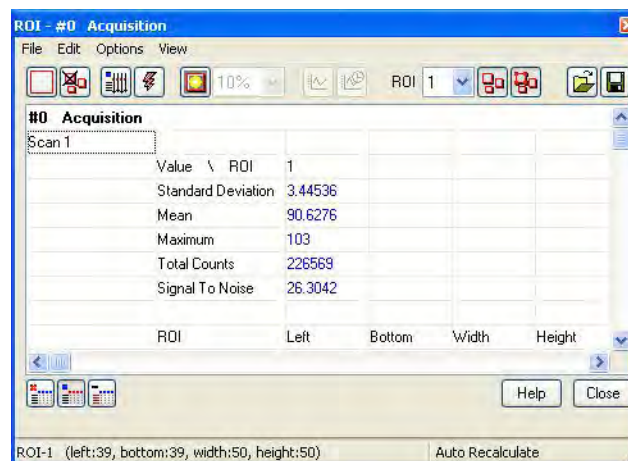 ROI - #0 Acquisition
File Edit Options View
10% ROI 1
#0 Acquisition
Scan 1
Value \ ROI 1
Standard Deviation 3.44536
Mean 90.6276
Maximum 103
Total Counts 226569
Signal To Noise 26.3042
ROI Left Bottom Width Height
Help Close
ROI-1 (left:39, bottom:39, width:50, height:50) Auto Recalculate